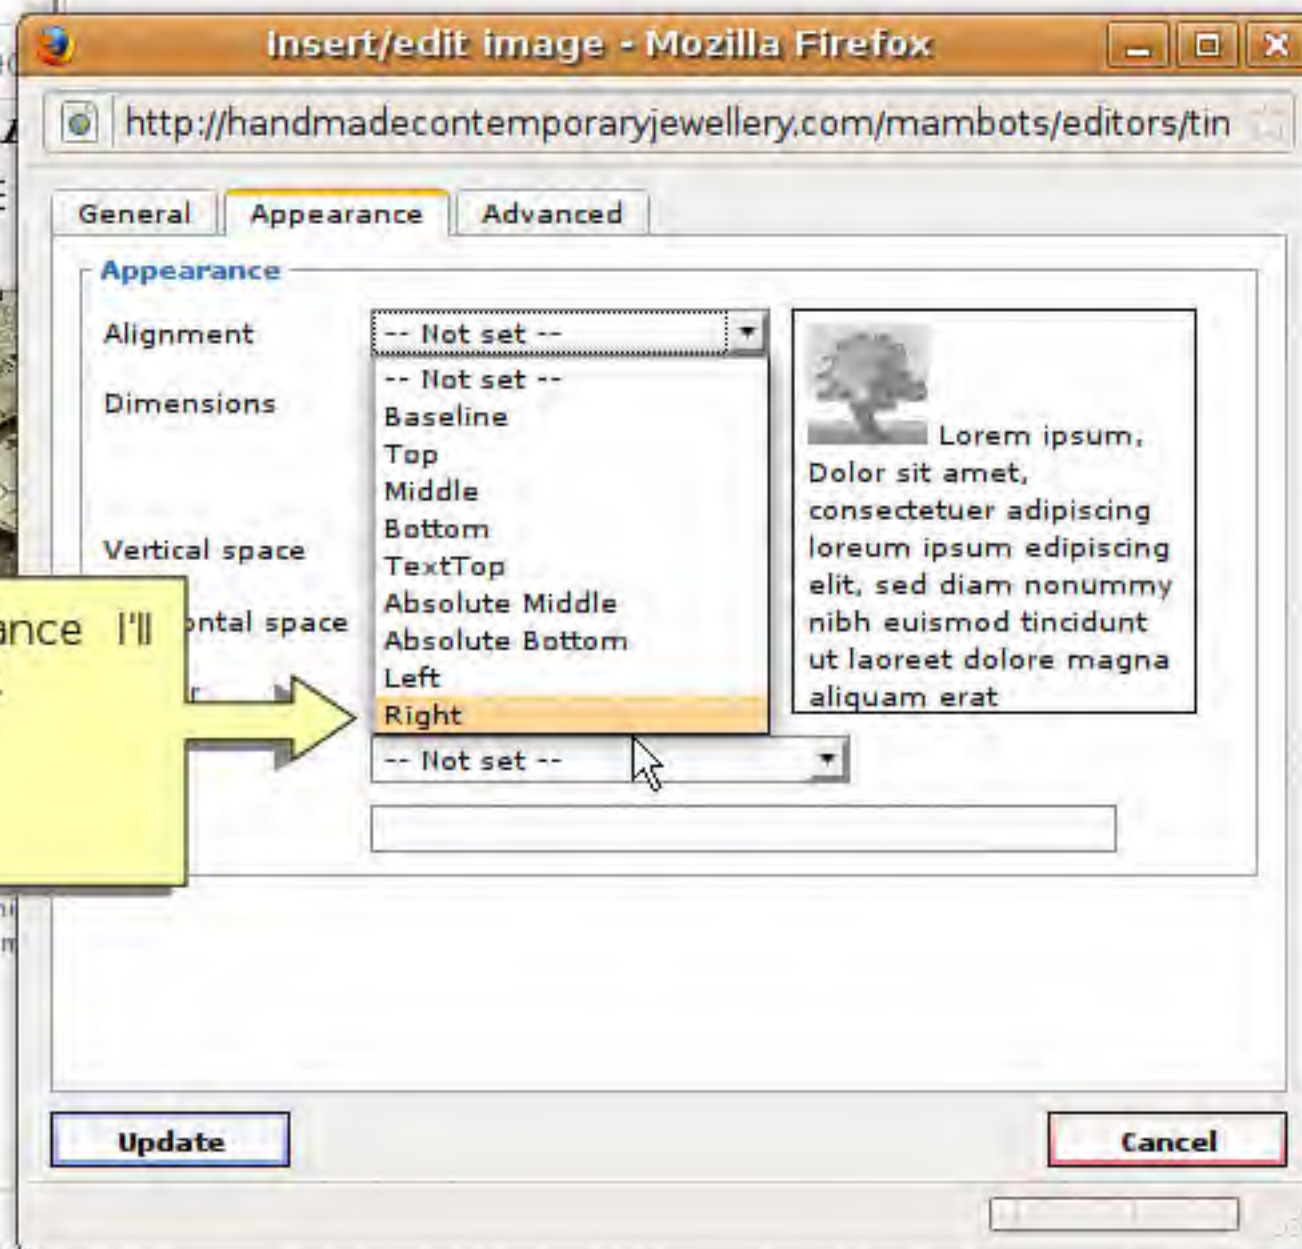 Insert/edit image - Mozilla Firefox
http://handmadecontemporaryjewellery.com/mambots/editors/tin
General Appearance Advanced
Appearance
Alignment
-- Not set --
-- Not set --
Baseline
Top
Middle
Bottom
TextTop
Absolute Middle
Absolute Bottom
Left
Right
Dimensions
Vertical space
ontal space
-- Not set --
Lorem ipsum,
Dolor sit amet,
consectetuer adipiscing
loreum ipsum edipiscing
elit, sed diam nonummy
nibh euismod tincidunt
ut laoreet dolore magna
aliquam erat
ance I'll
Update
Cancel